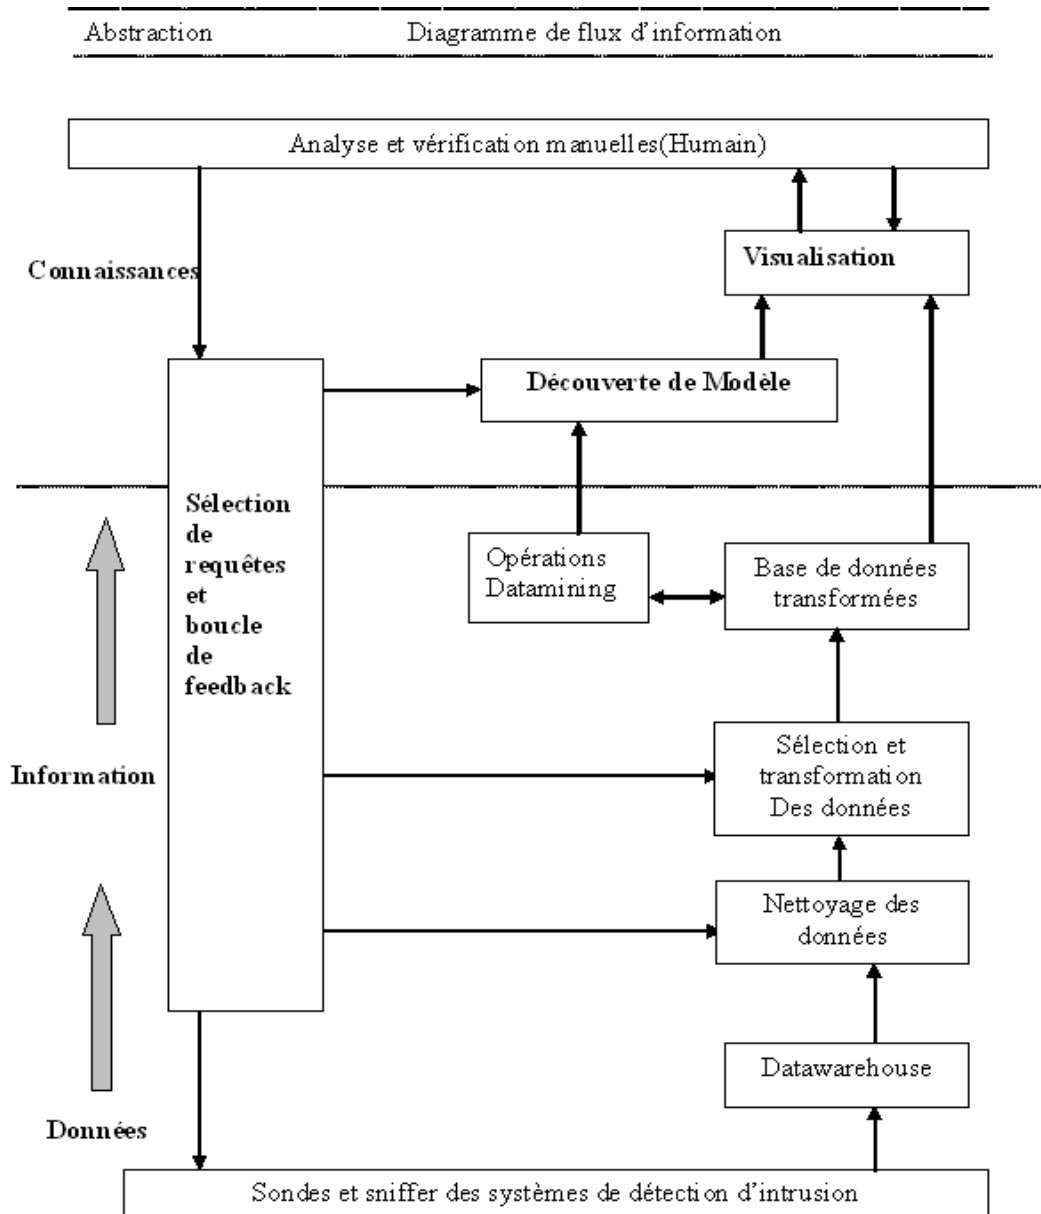 Abstraction
Diagramme de flux d'information
Analyse et vérification manuelles(Humain)
Visualisation
Connaissances
Découverte de Modèle
Sélection
de
requêtes
et
boucle
de
feedback
Opérations
Datamining
Base de données
transformées
Sélection et
transformation
Des données
Information
Nettoyage des
données
Datawarehouse
Données
Sondes et sniffer des systèmes de détection d'intrusion